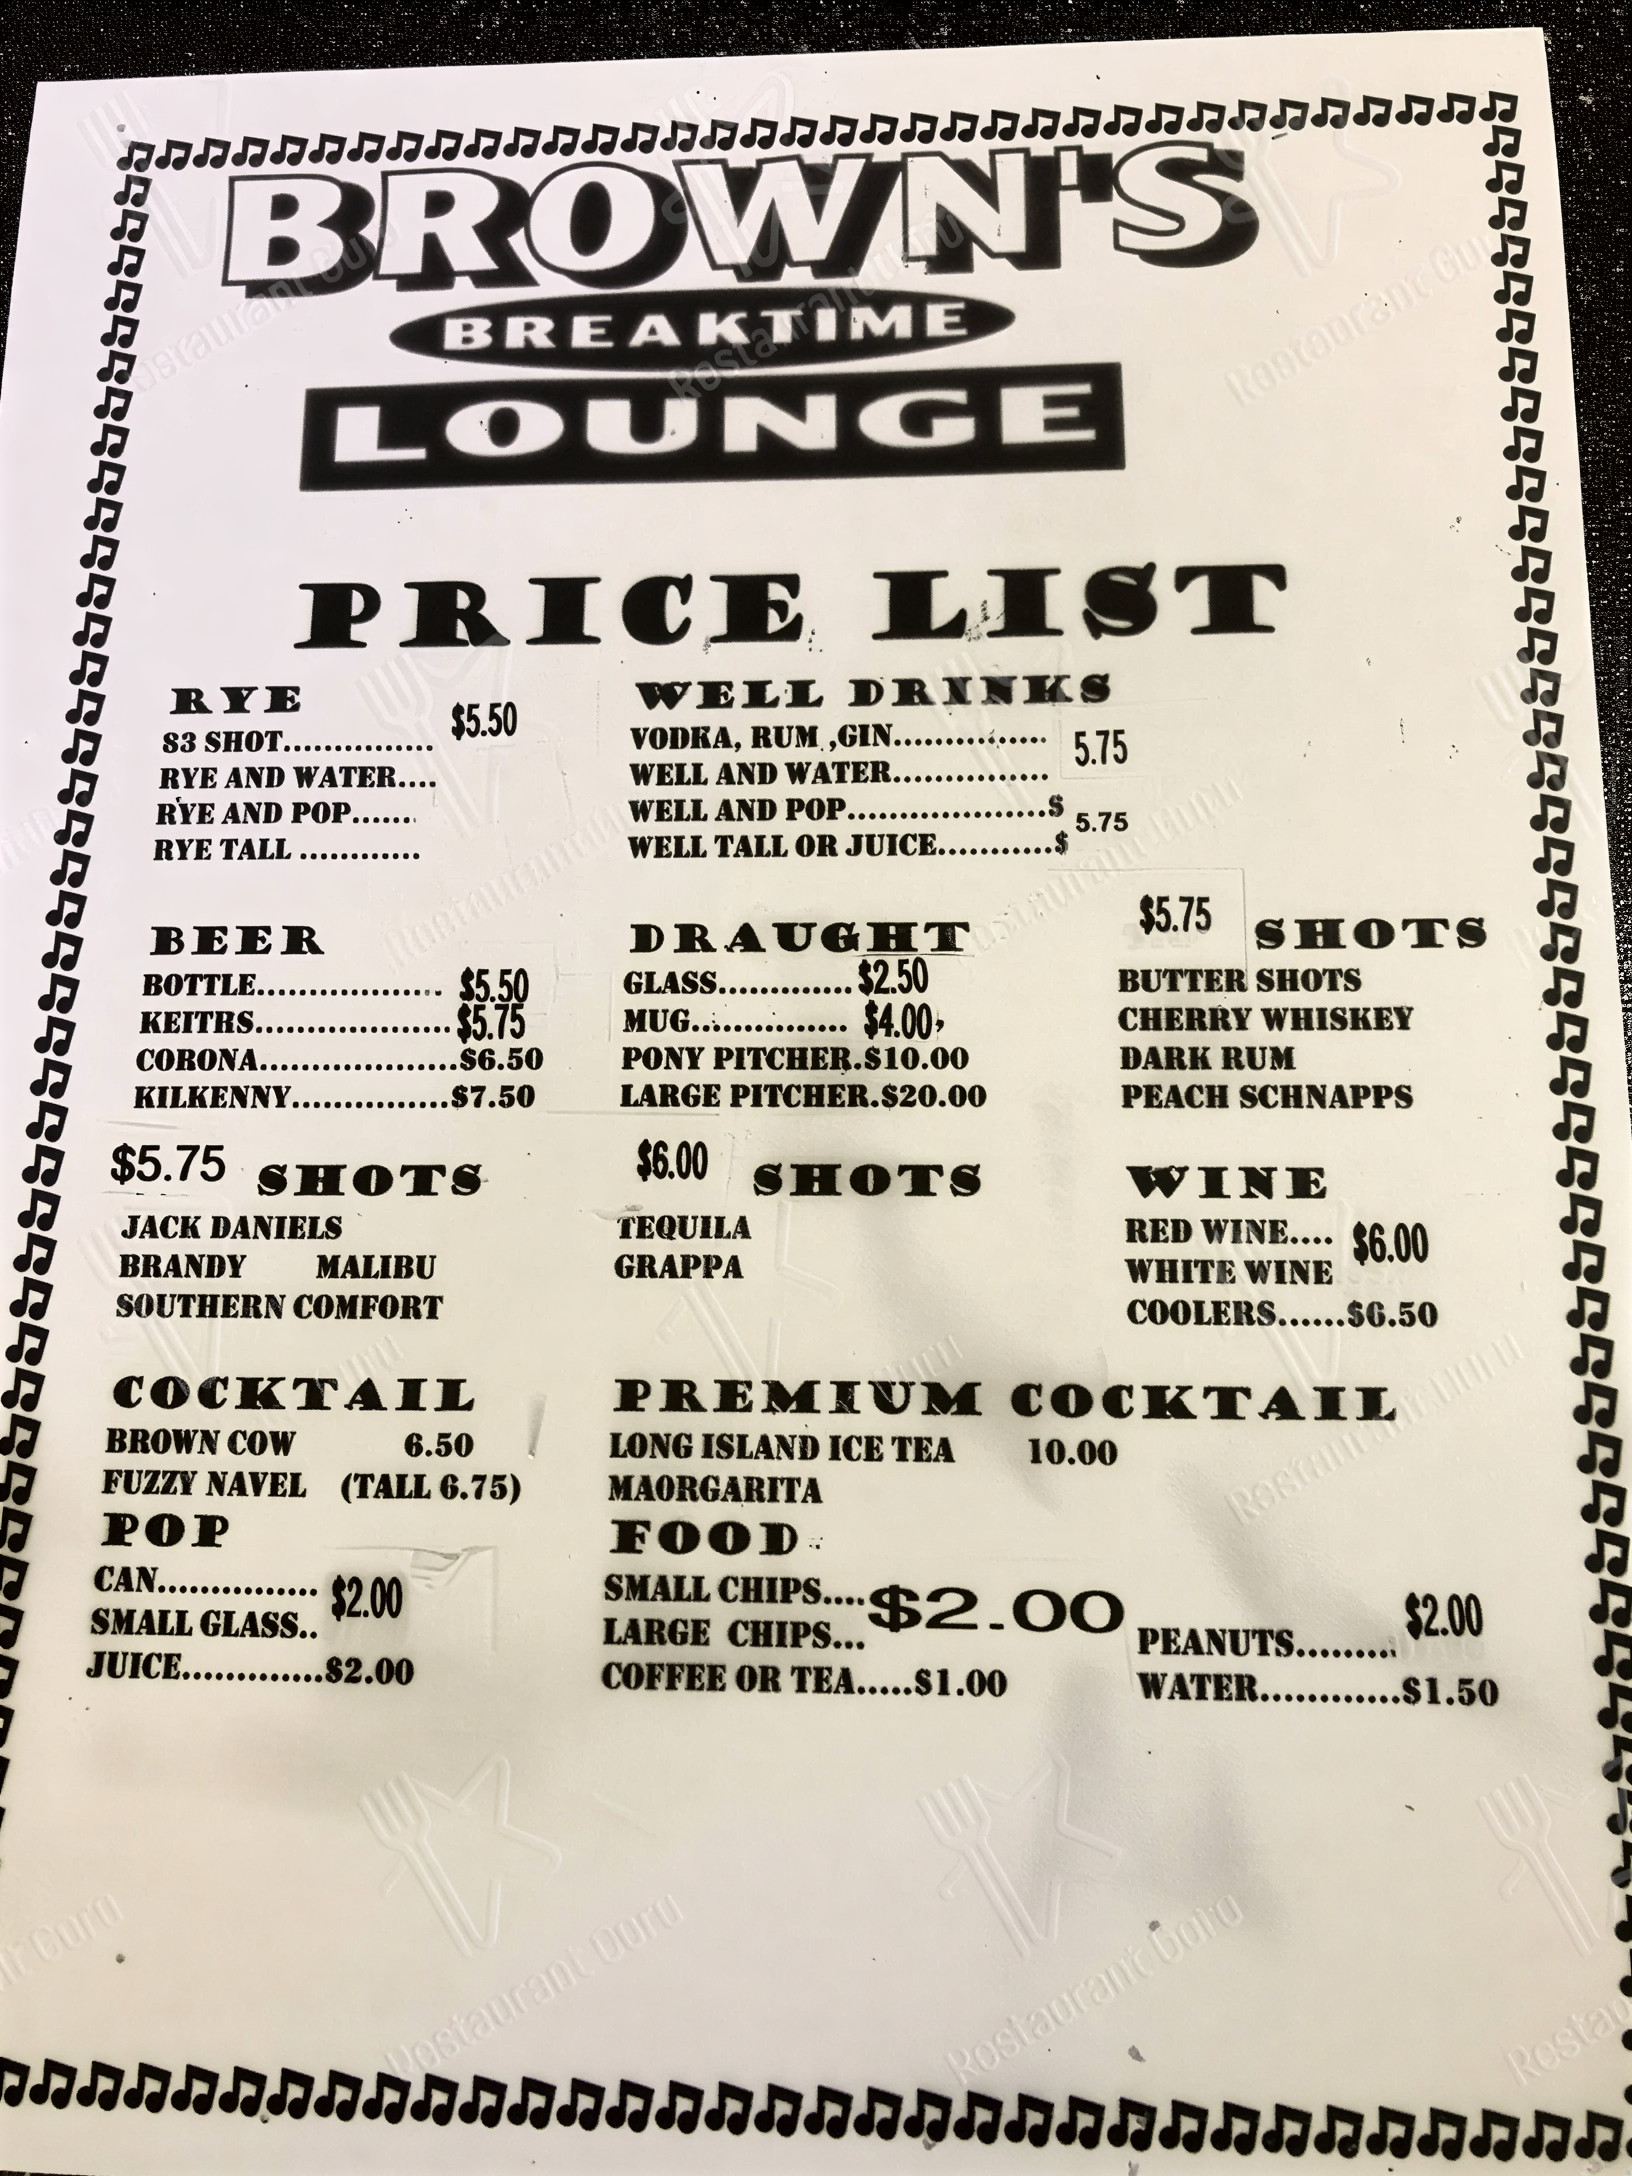 BROWN'S
BREAKTIME
LOUNGE
PRICE LIST
RYE
$5.50
83 SHOT...............
RYE AND WATER....
RYE AND POP......
RYE TALL ............
WELL DRINKS
VODKA, RUM ,GIN............... 5.75
WELL AND WATER...............
WELL AND POP...................$ 5.75
WELL TALL OR JUICE...........$
BEER
BOTTLE.................. $5.50
KEITHS...................$5.75
CORONA...................$6.50
KILKENNY...............$7.50
DRAUGHT
GLASS............. $2.50
MUG............... $4.00
PONY PITCHER.$10.00
LARGE PITCHER.$20.00
$5.75 SHOTS
BUTTER SHOTS
CHERRY WHISKEY
DARK RUM
PEACH SCHNAPPS
$5.75 SHOTS
JACK DANIELS
BRANDY MALIBU
SOUTHERN COMFORT
$6.00 SHOTS
TEQUILA
GRAPPA
WINE
RED WINE.... $6.00
WHITE WINE
COOLERS......$6.50
COCKTAIL
BROWN COW 6.50
FUZZY NAVEL (TALL 6.75)
PREMIUM COCKTAIL
LONG ISLAND ICE TEA 10.00
MAORGARITA
POP
CAN............... $2.00
SMALL GLASS..
JUICE.............$2.00
FOOD
SMALL CHIPS....$2.00
LARGE CHIPS...
COFFEE OR TEA.....$1.00
PEANUTS......... $2.00
WATER.............$1.50
Restaurant Guru